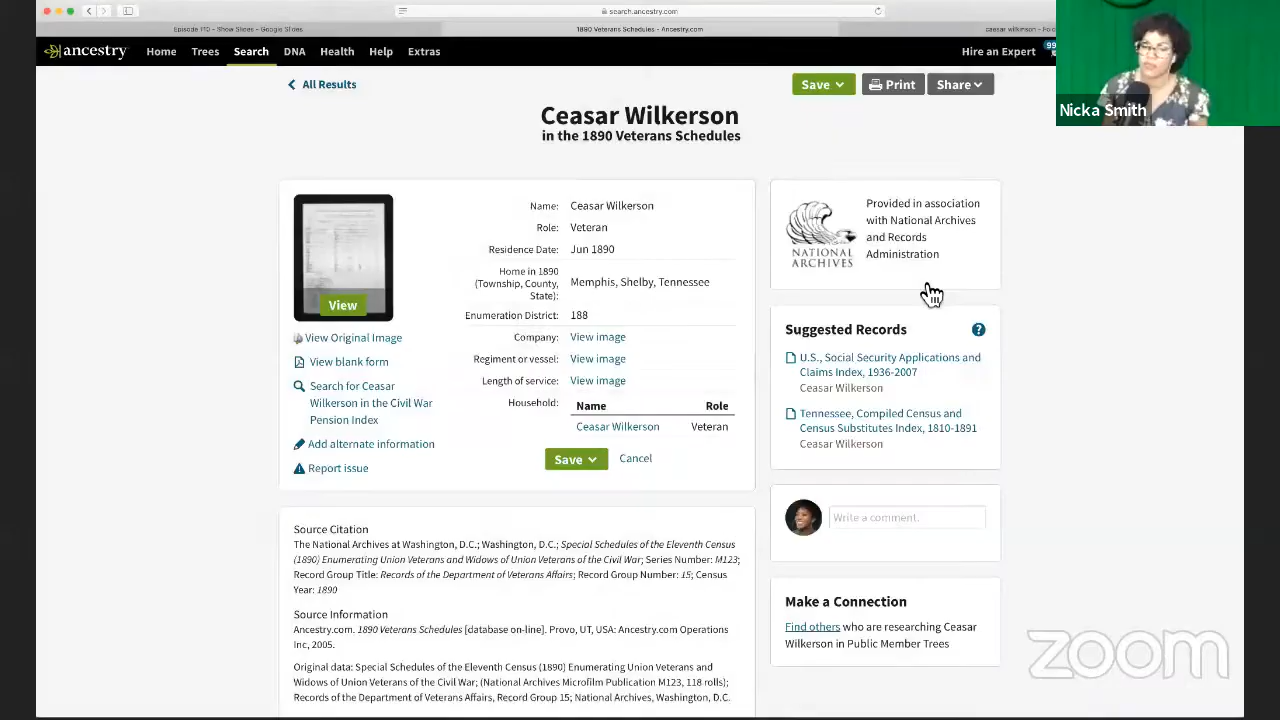 search.ancestry.com
Episode 110 - Show Slides - Google Slides
1890 Veterans Schedules - Ancestry.com
ancestry
Home Trees Search DNA Health Help Extras
Hire an Expert
99
All Results
Save Print Share
Nicka Smith
Ceasar Wilkerson
in the 1890 Veterans Schedules
View
View Original Image
View blank form
Search for Ceasar
Wilkerson in the Civil War
Pension Index
Add alternate information
Report issue
Name: Ceasar Wilkerson
Role: Veteran
Residence Date: Jun 1890
Home in 1890
(Township, County,
State): Memphis, Shelby, Tennessee
Enumeration District: 188
Company: View image
Regiment or vessel: View image
Length of service: View image
Household: Name Role
Ceasar Wilkerson Veteran
Save Cancel
NATIONAL
ARCHIVES
Provided in association
with National Archives
and Records
Administration
Suggested Records ?
U.S., Social Security Applications and
Claims Index, 1936-2007
Ceasar Wilkerson
Tennessee, Compiled Census and
Census Substitutes Index, 1810-1891
Ceasar Wilkerson
Write a comment.
Make a Connection
Find others who are researching Ceasar
Wilkerson in Public Member Trees
Source Citation
The National Archives at Washington, D.C.; Washington, D.C.; Special Schedules of the Eleventh Census
(1890) Enumerating Union Veterans and Widows of Union Veterans of the Civil War; Series Number: M123;
Record Group Title: Records of the Department of Veterans Affairs; Record Group Number: 15; Census
Year: 1890
Source Information
Ancestry.com. 1890 Veterans Schedules [database on-line]. Provo, UT, USA: Ancestry.com Operations
Inc, 2005.
Original data: Special Schedules of the Eleventh Census (1890) Enumerating Union Veterans and
Widows of Union Veterans of the Civil War; (National Archives Microfilm Publication M123, 118 rolls);
Records of the Department of Veterans Affairs, Record Group 15; National Archives, Washington, D.C.
zoom